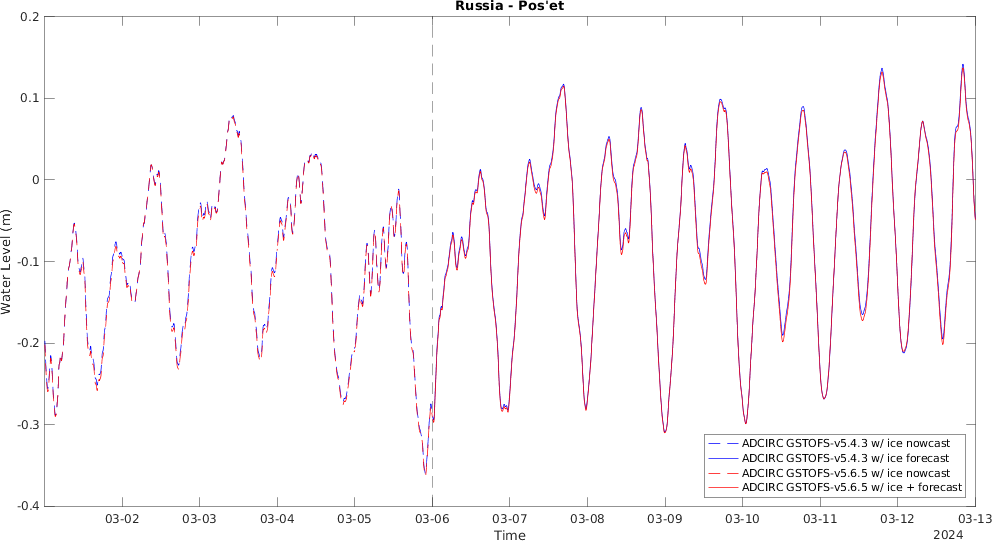 Russia - Pos'et
0.2
0.1
0
-0.1
-0.2
-0.3
-0.4
Water Level (m)
ADCIRC GSTOFS-v5.4.3 w/ ice nowcast
ADCIRC GSTOFS-v5.4.3 w/ ice forecast
ADCIRC GSTOFS-v5.6.5 w/ ice nowcast
ADCIRC GSTOFS-v5.6.5 w/ ice + forecast
03-02 03-03 03-04 03-05 03-06 03-07 03-08 03-09 03-10 03-11 03-12 03-13
Time
2024